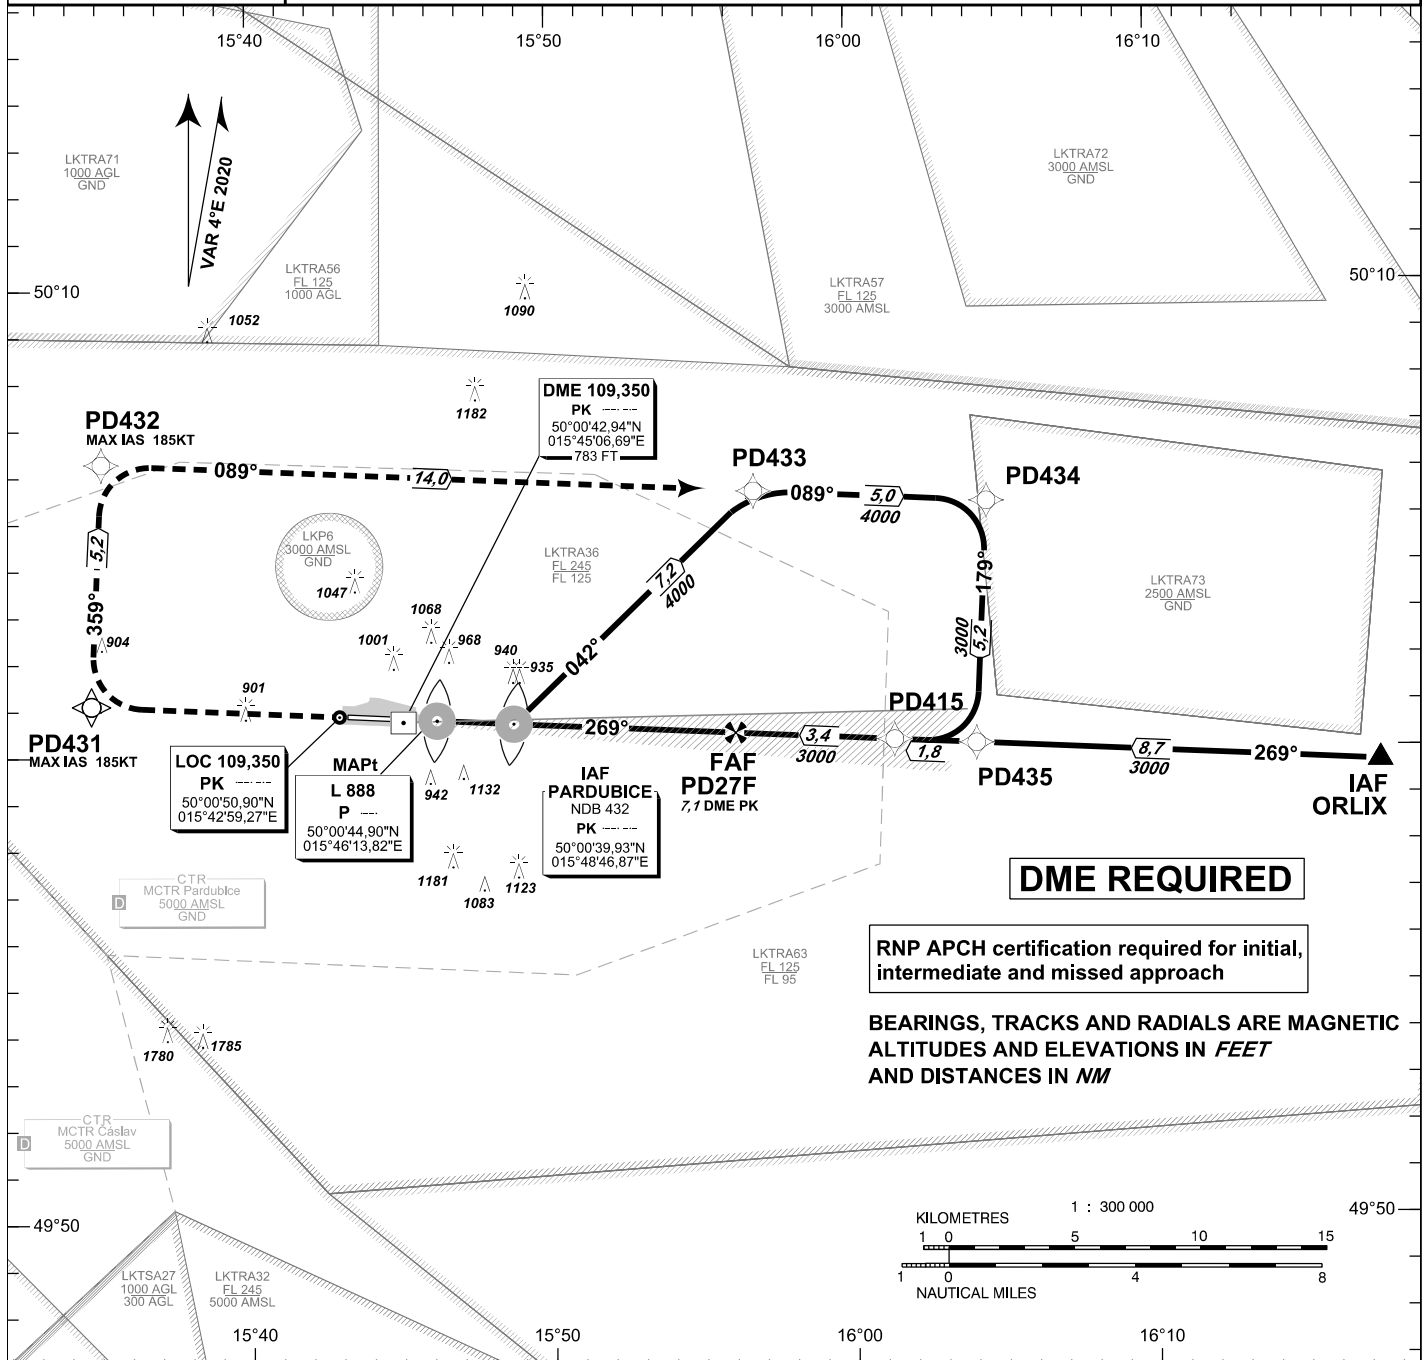 15°40
15°50
16°00
16°10
VAR 4°E 2020
LKTRA71
1000 AGL
GND
LKTRA72
3000 AMSL
GND
LKTRA56
FL 125
1000 AGL
LKTRA57
FL 125
3000 AMSL
50°10
50°10
1052
1090
1182
DME 109,350
PK
50°00'42,94"N
015°45'06,69"E
783 FT
PD432
MAX IAS 185KT
089°
14,0
PD433
089°
5,0
4000
PD434
5,2
359°
904
LKP6
3000 AMSL
GND
1047
LKTRA36
FL 245
FL 125
7,2
4000
042°
179°
3000
5,2
LKTRA73
2500 AMSL
GND
1068
1001
968
940
935
901
PD415
PD431
MAX IAS 185KT
269°
3,4
3000
1,8
8,7
3000
269°
PD435
IAF
ORLIX
FAF
PD27F
7,1 DME PK
LOC 109,350
PK
50°00'50,90"N
015°42'59,27"E
MAPt
L 888
P
50°00'44,90"N
015°46'13,82"E
942
1132
IAF
PARDUBICE
NDB 432
PK
50°00'39,93"N
015°48'46,87"E
1181
1083
1123
DME REQUIRED
CTR
MCTR Pardubice
5000 AMSL
GND
D
RNP APCH certification required for initial,
intermediate and missed approach
LKTRA63
FL 125
FL 95
BEARINGS, TRACKS AND RADIALS ARE MAGNETIC
ALTITUDES AND ELEVATIONS IN FEET
AND DISTANCES IN NM
1780
1785
CTR
MCTR Čáslav
5000 AMSL
GND
D
49°50
49°50
1 : 300 000
KILOMETRES
1 0 5 10 15
1 0 4 8
NAUTICAL MILES
LKTSA27
1000 AGL
300 AGL
LKTRA32
FL 245
5000 AMSL
15°40
15°50
16°00
16°10